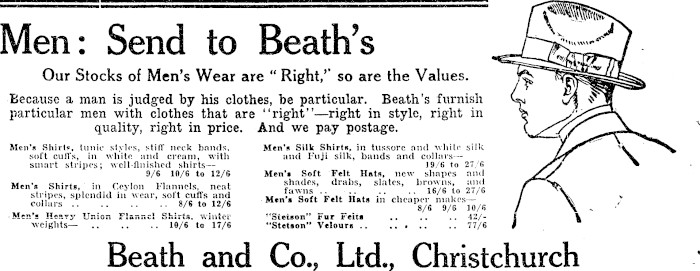 Men: Send to Beath's
Our Stocks of Men's Wear are "Right," so are the Values.
Because a man is judged by his clothes, be particular. Beath's furnish
particular men with clothes that are "right"—right in style, right in
quality, right in price. And we pay postage.
Men's Shirts, tunic styles, stiff neck bands,
soft cuffs, in white and cream, with
smart stripes; well-finished shirts—
9/6 10/6 to 12/6
Men's Shirts, in Ceylon Flannels, neat
stripes, splendid in wear, soft cuffs and
collars .. .. .. .. 8/6 to 12/6
Men's Heavy Union Flannel Shirts, winter
weights— .. .. .. 10/6 to 17/6
Men's Silk Shirts, in tussore and white silk
and Fuji silk, bands and collars—
19/6 to 27/6
Men's Soft Felt Hats, new shapes and
shades, drabs, slates, browns, and
fawns .. .. .. .. 16/6 to 27/6
Men's Soft Felt Hats in cheaper makes—
8/6 9/6 10/6
"Stetson" Fur Felts .. .. .. 42/-
"Stetson" Velours .. .. .. .. 77/6
Beath and Co., Ltd., Christchurch